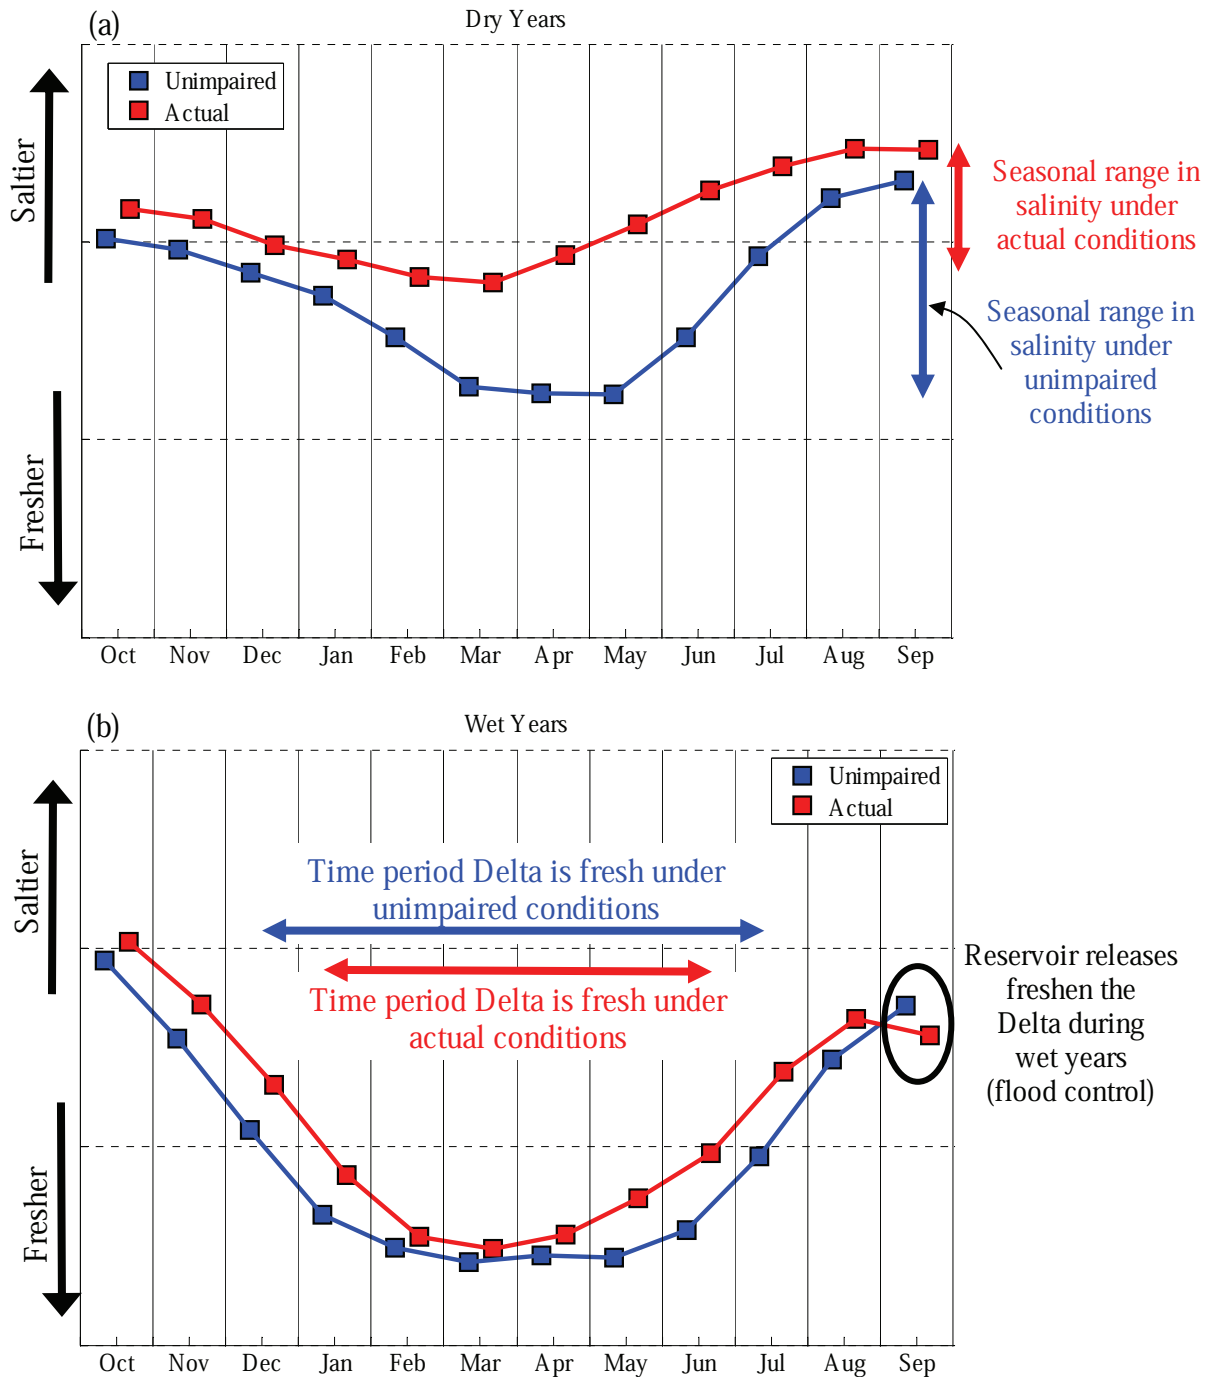 (a)
Dry Years
Unimpaired
Actual
Saltier
Fresher
Seasonal range in
salinity under
actual conditions
Seasonal range in
salinity under
unimpaired
conditions
Oct Nov Dec Jan Feb Mar Apr May Jun Jul Aug Sep
(b)
Wet Years
Unimpaired
Actual
Saltier
Fresher
Time period Delta is fresh under
unimpaired conditions
Time period Delta is fresh under
actual conditions
Reservoir releases
freshen the
Delta during
wet years
(flood control)
Oct Nov Dec Jan Feb Mar Apr May Jun Jul Aug Sep